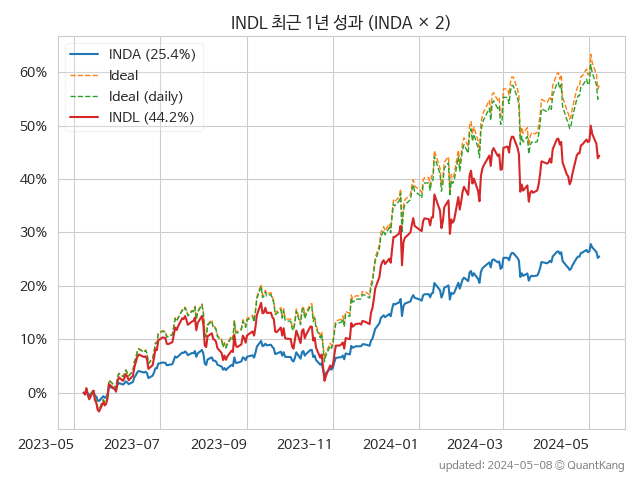 INDL 최근 1년 성과 (INDA × 2)
INDA (25.4%)
Ideal
Ideal (daily)
INDL (44.2%)
60%
50%
40%
30%
20%
10%
0%
2023−05 2023−07 2023−09 2023−11 2024−01 2024−03 2024−05
updated: 2024-05-08 © QuantKang